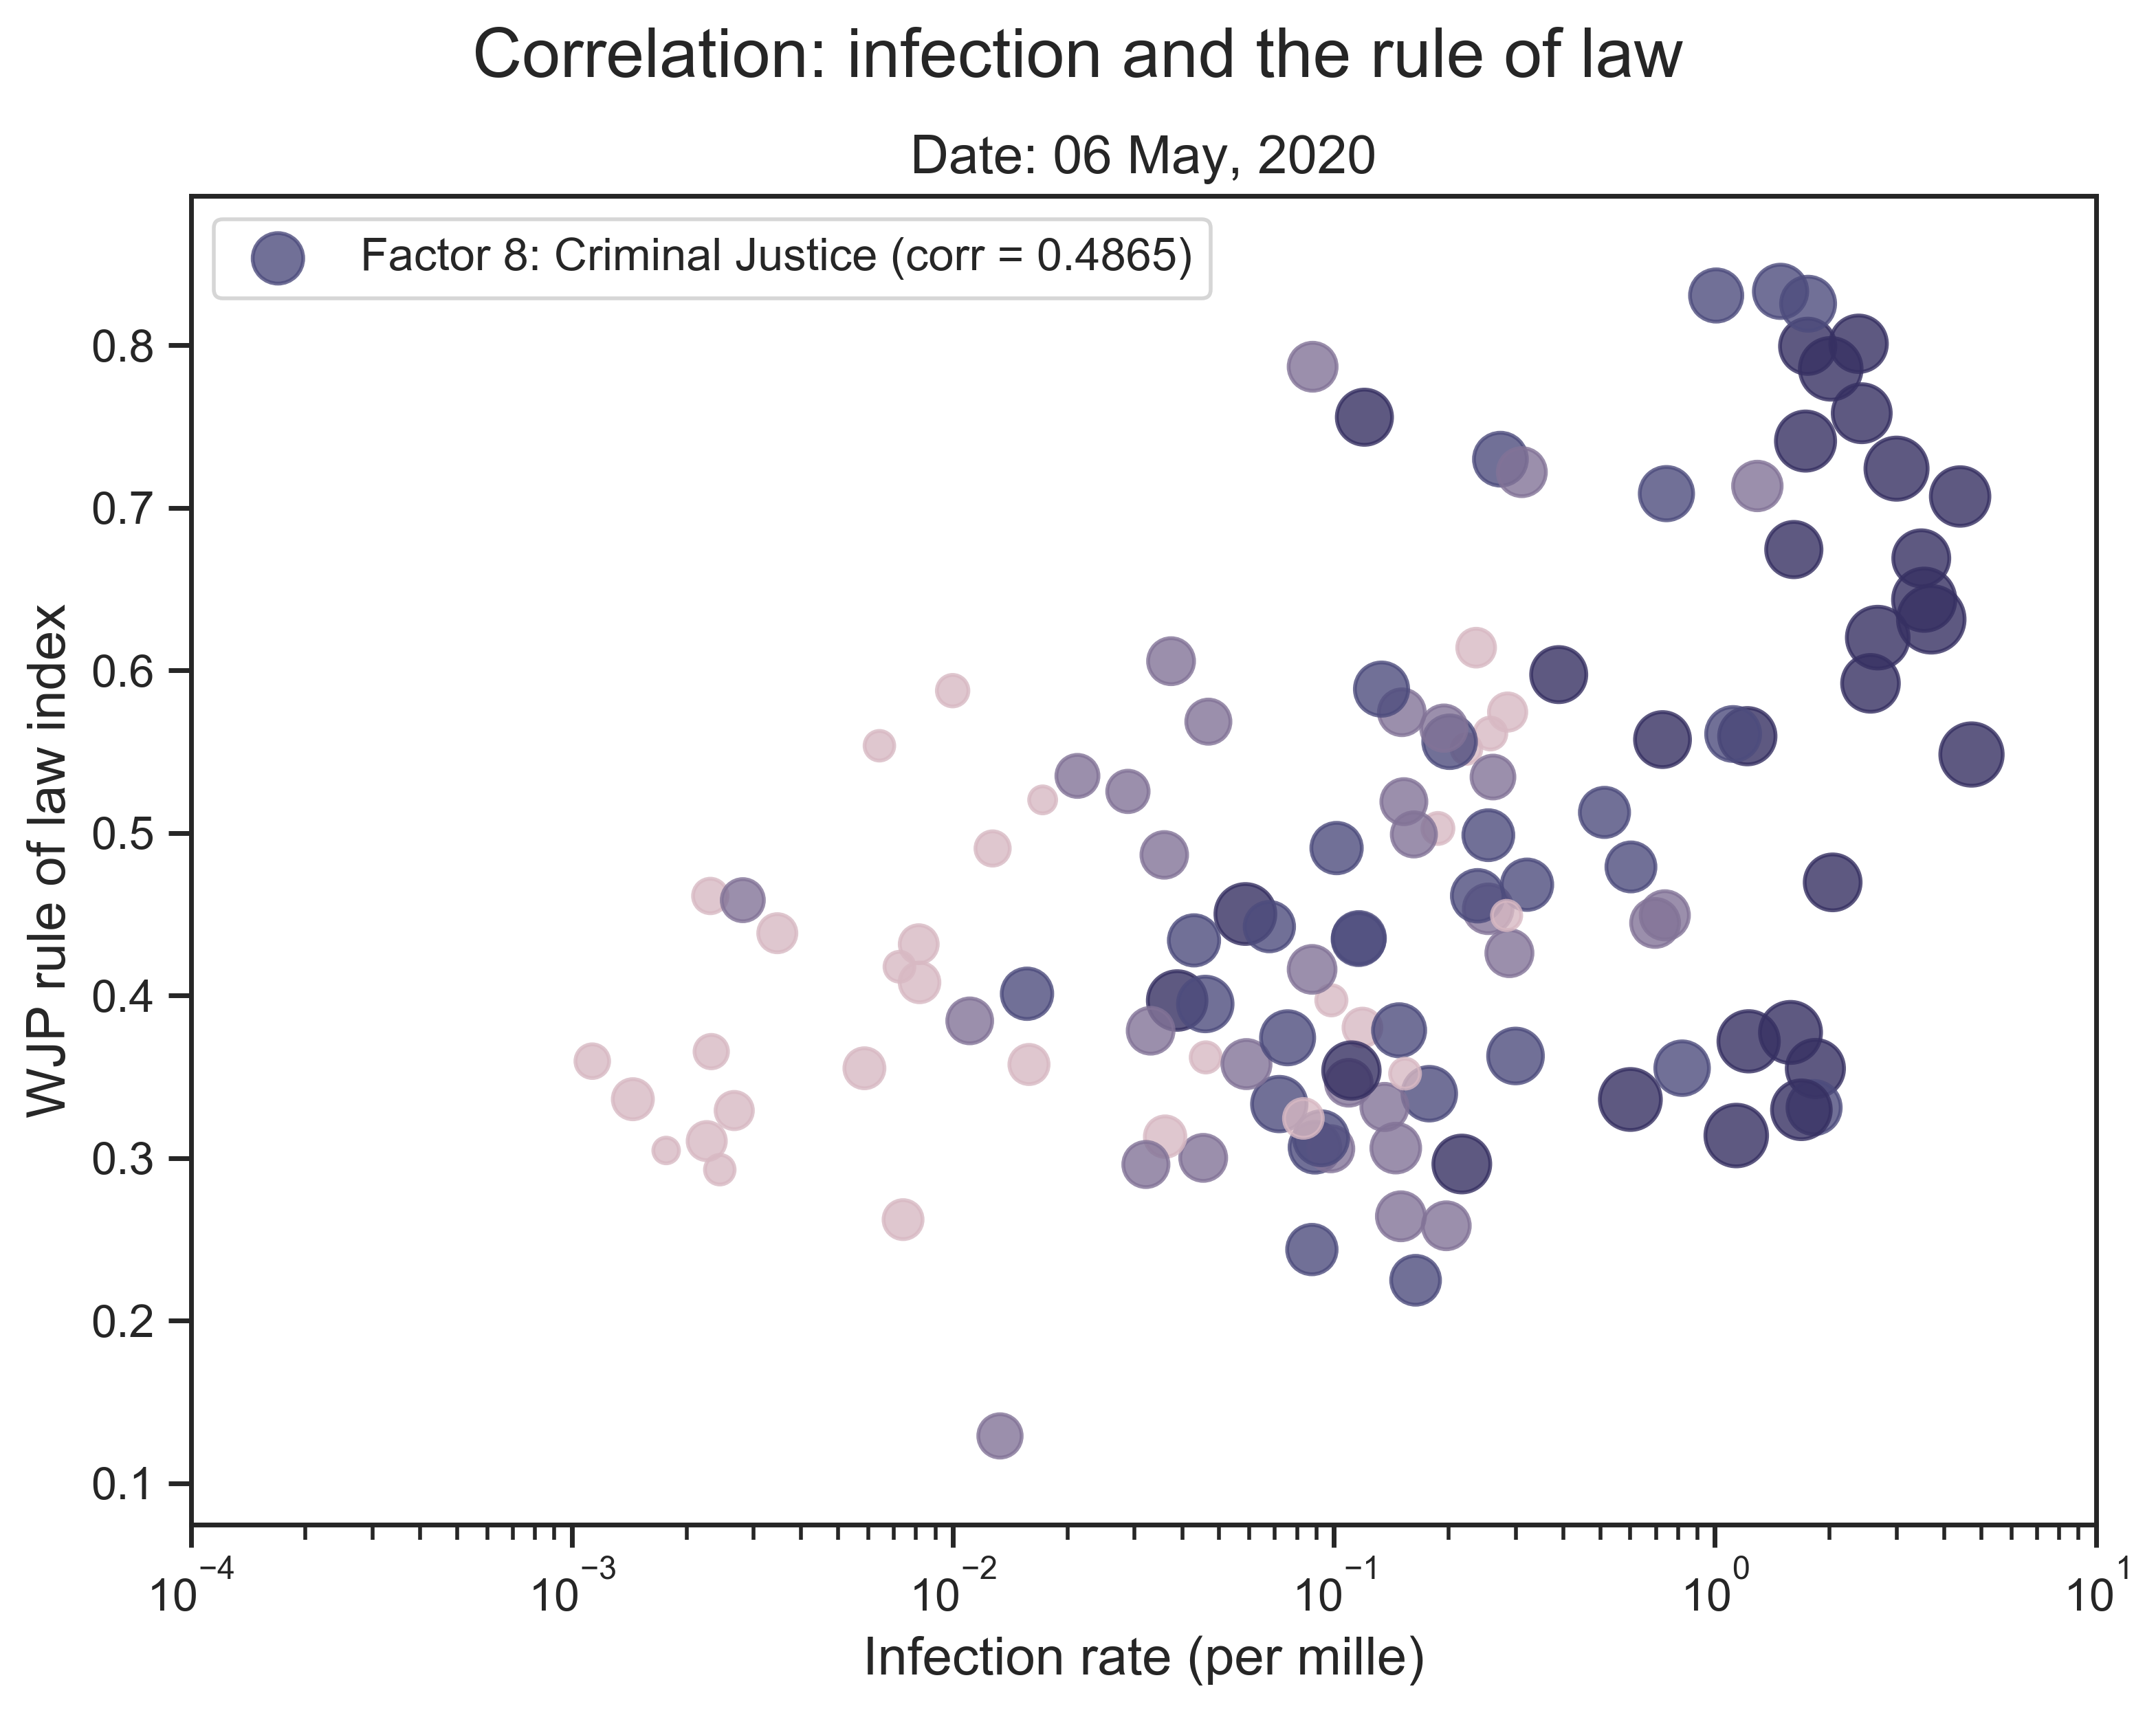 Correlation: infection and the rule of law
Date: 06 May, 2020
Factor 8: Criminal Justice (corr = 0.4865)
WJP rule of law index
0.8
0.7
0.6
0.5
0.4
0.3
0.2
0.1
10⁻⁴ 10⁻³ 10⁻² 10⁻¹ 10⁰ 10¹
Infection rate (per mille)